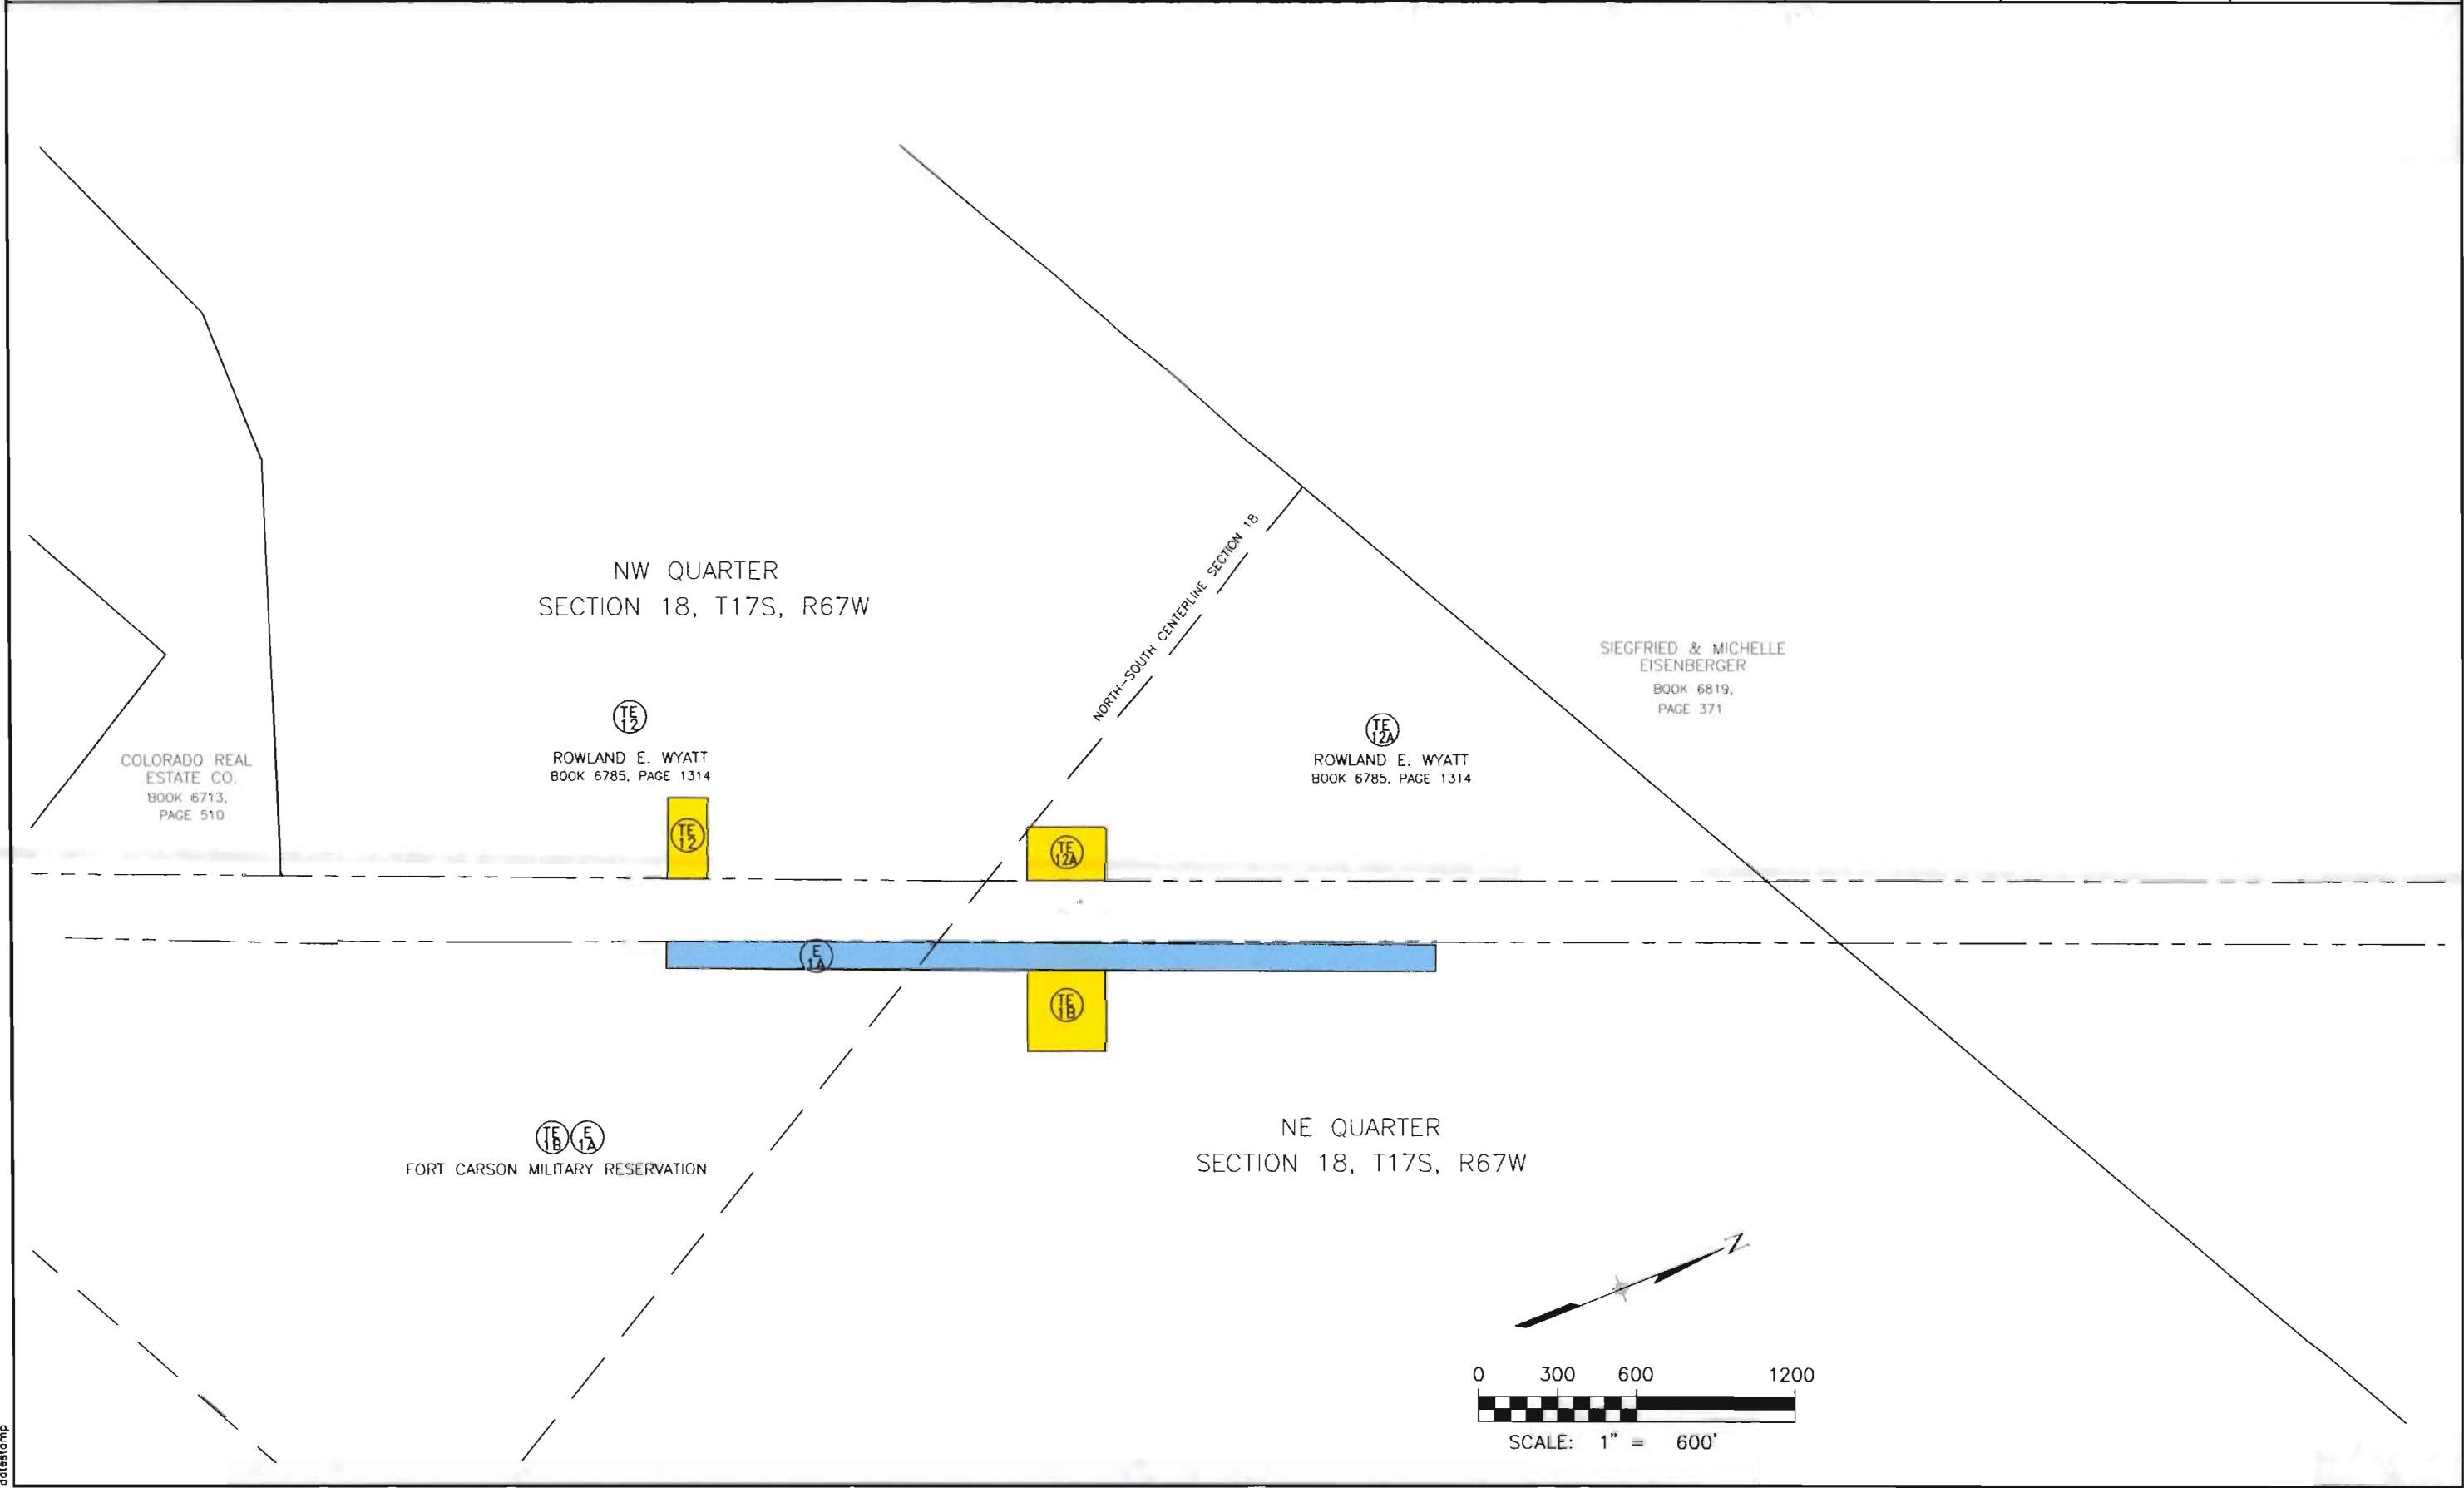 NW QUARTER
SECTION 18, T17S, R67W
NORTH-SOUTH CENTERLINE SECTION 18
SIEGFRIED & MICHELLE
EISENBERGER
BOOK 6819,
PAGE 371
TE
12
ROWLAND E. WYATT
BOOK 6785, PAGE 1314
TE
12A
ROWLAND E. WYATT
BOOK 6785, PAGE 1314
COLORADO REAL
ESTATE CO.
BOOK 6713,
PAGE 510
TE
12
TE
12A
E
1A
TE
1B
TE
1B
E
1A
FORT CARSON MILITARY RESERVATION
NE QUARTER
SECTION 18, T17S, R67W
N
0 300 600 1200
SCALE: 1" = 600'
datestamp